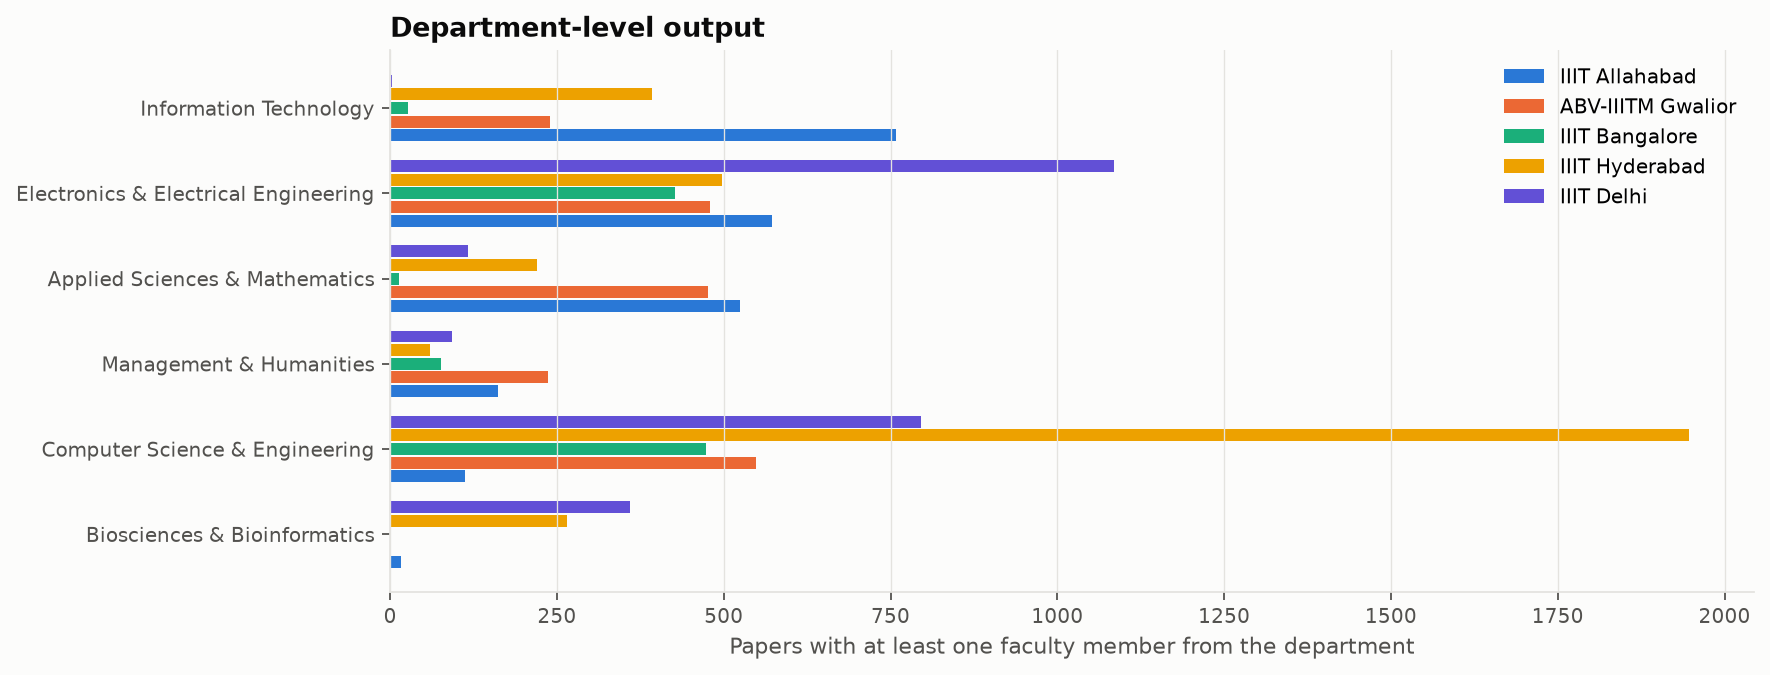 Department-level output
IIIT Allahabad
ABV-IIITM Gwalior
IIIT Bangalore
IIIT Hyderabad
IIIT Delhi
Information Technology
Electronics & Electrical Engineering
Applied Sciences & Mathematics
Management & Humanities
Computer Science & Engineering
Biosciences & Bioinformatics
0 250 500 750 1000 1250 1500 1750 2000
Papers with at least one faculty member from the department